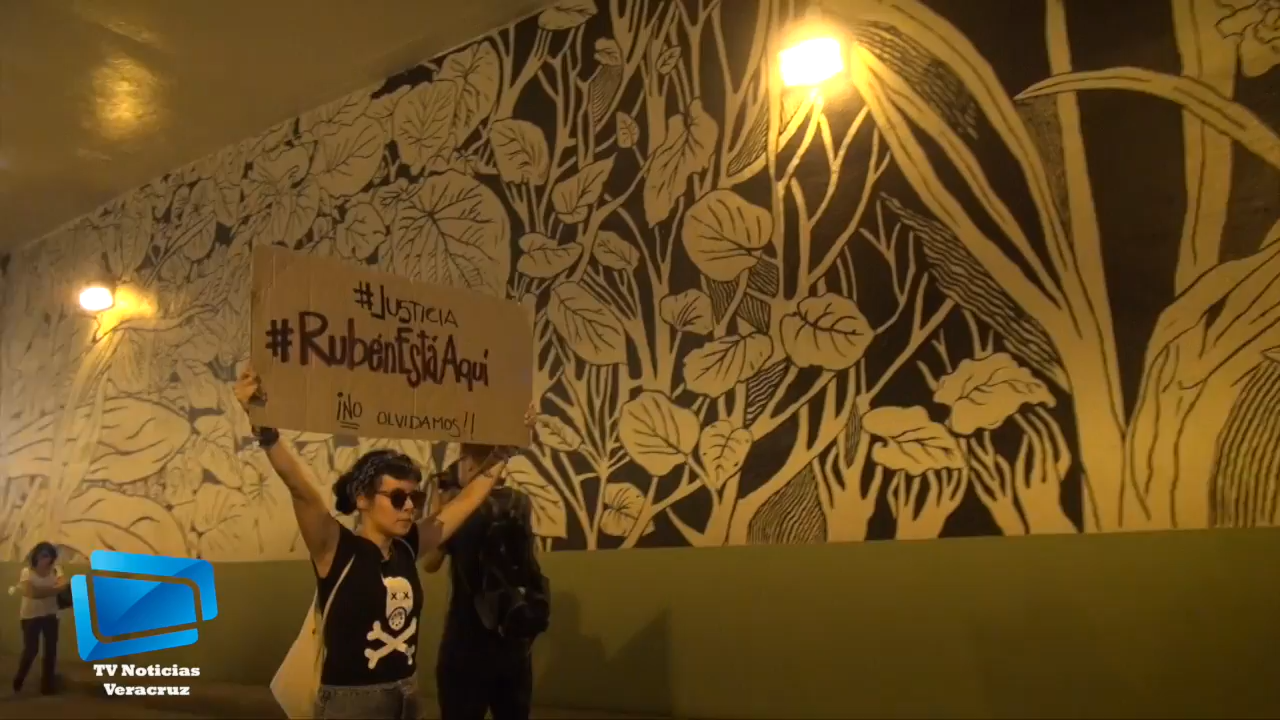 #JUSTICIA
#RubénEstáAquí
¡NO OLVIDAMOS!!
TV Noticias
Veracruz